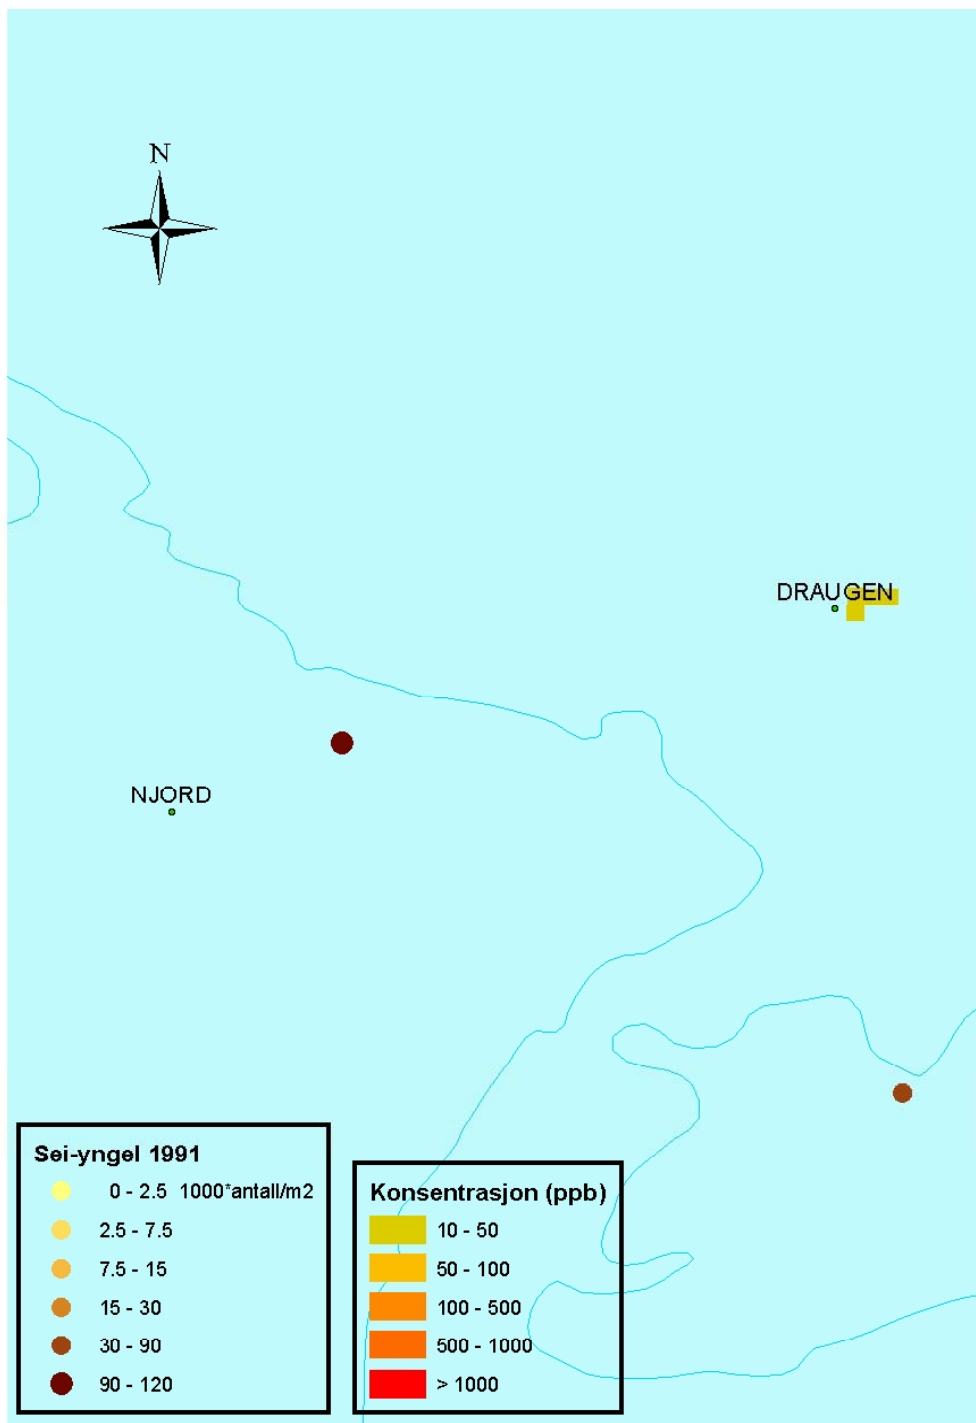 N
DRAUGEN
NJORD
Sei-yngel 1991
0 - 2.5 1000*antall/m2
2.5 - 7.5
7.5 - 15
15 - 30
30 - 90
90 - 120
Konsentrasjon (ppb)
10 - 50
50 - 100
100 - 500
500 - 1000
> 1000